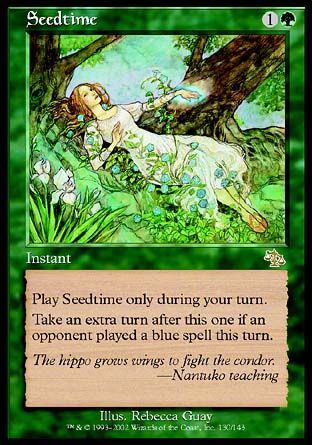 Seedtime 1
Instant
Play Seedtime only during your turn.
Take an extra turn after this one if an
opponent played a blue spell this turn.
The hippo grows wings to fight the condor.
—Nantuko teaching
Illus. Rebecca Guay
™ & © 1993-2002 Wizards of the Coast, Inc. 130/143